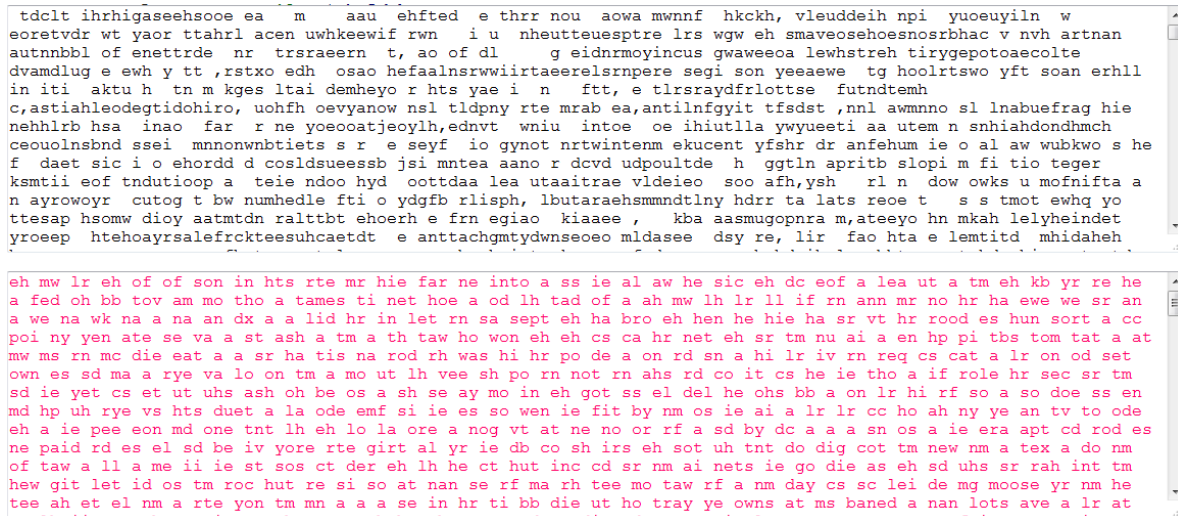 tdclt ihrhigaseehsooe ea m aau ehfted e thrr nou aowa mwnnf hkckh, vleuddeih npi yuoeuyiln w
eoretvdr wt yaor ttahrl acen uwhkeewif rwn i u nheutteuesptre lrs wgw eh smaveosehoesnosrbhac v nvh artnan
autnnbbl of enettrde nr trsraeern t, ao of dl g eidnrmoyincus gwaweeoa lewhstreh tirygepotoaecolte
dvamdlug e ewh y tt ,rstxo edh osao hefaalnsrwwiirtaeerelsrnpere segi son yeeaewe tg hoolrtswo yft soan erhll
in iti aktu h tn m kges ltai demheyo r hts yae i n ftt, e tlrsraydfrlottse futndtemh
c,astiahleodegtidohiro, uohfh oevyanow nsl tldpny rte mrab ea,antilnfgyit tfsdst ,nnl awmnno sl lnabuefrag hie
nehhlrb hsa inao far r ne yoeooatjeoylh,ednvt wniu intoe oe ihiutlla ywyueeti aa utem n snhiahdondhmch
ceouolnsbnd ssei mnnonwnbtiets s r e seyf io gynot nrtwintenm ekucent yfshr dr anfehum ie o al aw wubkwo s he
f daet sic i o ehordd d cosldsueessbb jsi mntea aano r dcvd udpoultde h ggtln apritb slopi m fi tio teger
ksmtii eof tndutioop a teie ndoo hyd oottdaa lea utaaitrae vldeieo soo afh,ysh rl n dow owks u mofnifta a
n ayrowoyr cutog t bw numhedle fti o ydgfb rlisph, lbutaraehsmmndtlny hdrr ta lats reoe t s s tmot ewhq yo
ttesap hsomw dioy aatmtdn ralttbt ehoerh e frn egiao kiaaee , kba aasmugopnra m,ateeyo hn mkah lelyheindet
yroeep htehoayrsalefrckteesuhcaetdt e anttachgmtydwnseoeo mldasee dsy re, lir fao hta e lemtitd mhidaheh
eh mw lr eh of of son in hts rte mr hie far ne into a ss ie al aw he sic eh dc eof a lea ut a tm eh kb yr re he
a fed oh bb tov am mo tho a tames ti net hoe a od lh tad of a ah mw lh lr ll if rn ann mr no hr ha ewe we sr an
a we na wk na a na an dx a a lid hr in let rn sa sept eh ha bro eh hen he hie ha sr vt hr rood es hun sort a cc
poi ny yen ate se va a st ash a tm a th taw ho won eh eh cs ca hr net eh sr tm nu ai a en hp pi tbs tom tat a at
mw ms rn mc die eat a a sr ha tis na rod rh was hi hr po de a on rd sn a hi lr iv rn req cs cat a lr on od set
own es sd ma a rye va lo on tm a mo ut lh vee sh po rn not rn ahs rd co it cs he ie tho a if role hr sec sr tm
sd ie yet cs et ut uhs ash oh be os a sh se ay mo in eh got ss el del he ohs bb a on lr hi rf so a so doe ss en
md hp uh rye vs hts duet a la ode emf si ie es so wen ie fit by nm os ie ai a lr lr cc ho ah ny ye an tv to ode
eh a ie pee eon md one tnt lh eh lo la ore a nog vt at ne no or rf a sd by dc a a a sn os a ie era apt cd rod es
ne paid rd es el sd be iv yore rte girt al yr ie db co sh irs eh sot uh tnt do dig cot tm new nm a tex a do nm
of taw a ll a me ii ie st sos ct der eh lh he ct hut inc cd sr nm ai nets ie go die as eh sd uhs sr rah int tm
hew git let id os tm roc hut re si so at nan se rf ma rh tee mo taw rf a nm day cs sc lei de mg moose yr nm he
tee ah et el nm a rte yon tm mn a a a se in hr ti bb die ut ho tray ye owns at ms baned a nan lots ave a lr at